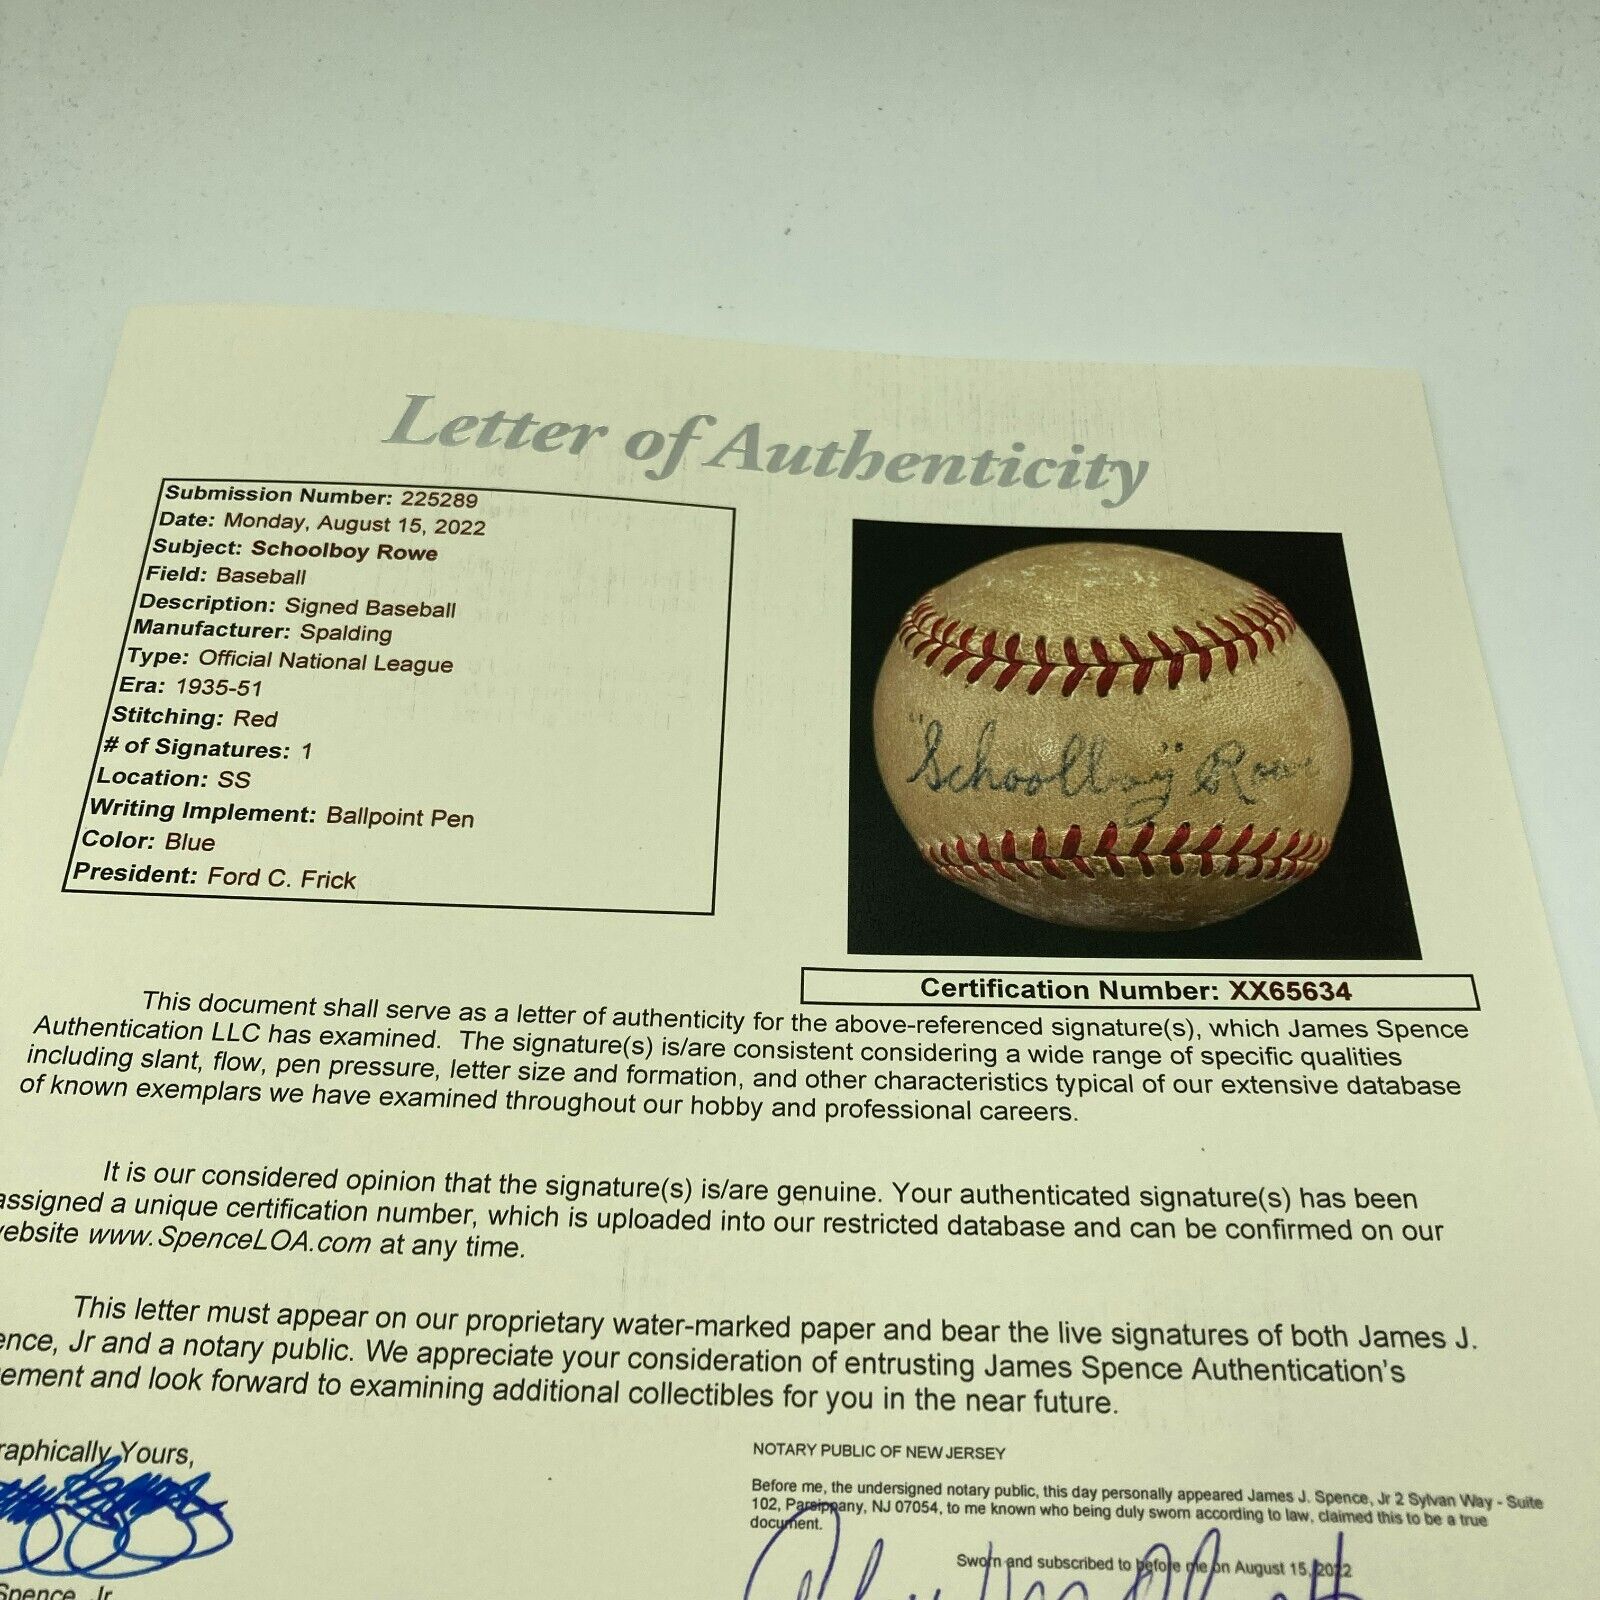 Letter of Authenticity
Submission Number: 225289
Date: Monday, August 15, 2022
Subject: Schoolboy Rowe
Field: Baseball
Description: Signed Baseball
Manufacturer: Spalding
Type: Official National League
Era: 1935-51
Stitching: Red
# of Signatures: 1
Location: SS
Writing Implement: Ballpoint Pen
Color: Blue
President: Ford C. Frick
"Schoolboy" Rowe
Certification Number: XX65634
This document shall serve as a letter of authenticity for the above-referenced signature(s), which James Spence
Authentication LLC has examined. The signature(s) is/are consistent considering a wide range of specific qualities
including slant, flow, pen pressure, letter size and formation, and other characteristics typical of our extensive database
of known exemplars we have examined throughout our hobby and professional careers.
It is our considered opinion that the signature(s) is/are genuine. Your authenticated signature(s) has been
assigned a unique certification number, which is uploaded into our restricted database and can be confirmed on our
ebsite www.SpenceLOA.com at any time.
This letter must appear on our proprietary water-marked paper and bear the live signatures of both James J.
ence, Jr and a notary public. We appreciate your consideration of entrusting James Spence Authentication's
ement and look forward to examining additional collectibles for you in the near future.
raphically Yours,
Spence, Jr
NOTARY PUBLIC OF NEW JERSEY
Before me, the undersigned notary public, this day personally appeared James J. Spence, Jr 2 Sylvan Way - Suite
102, Parsippany, NJ 07054, to me known who being duly sworn according to law, claimed this to be a true
document.
Sworn and subscribed to before me on August 15, 2022